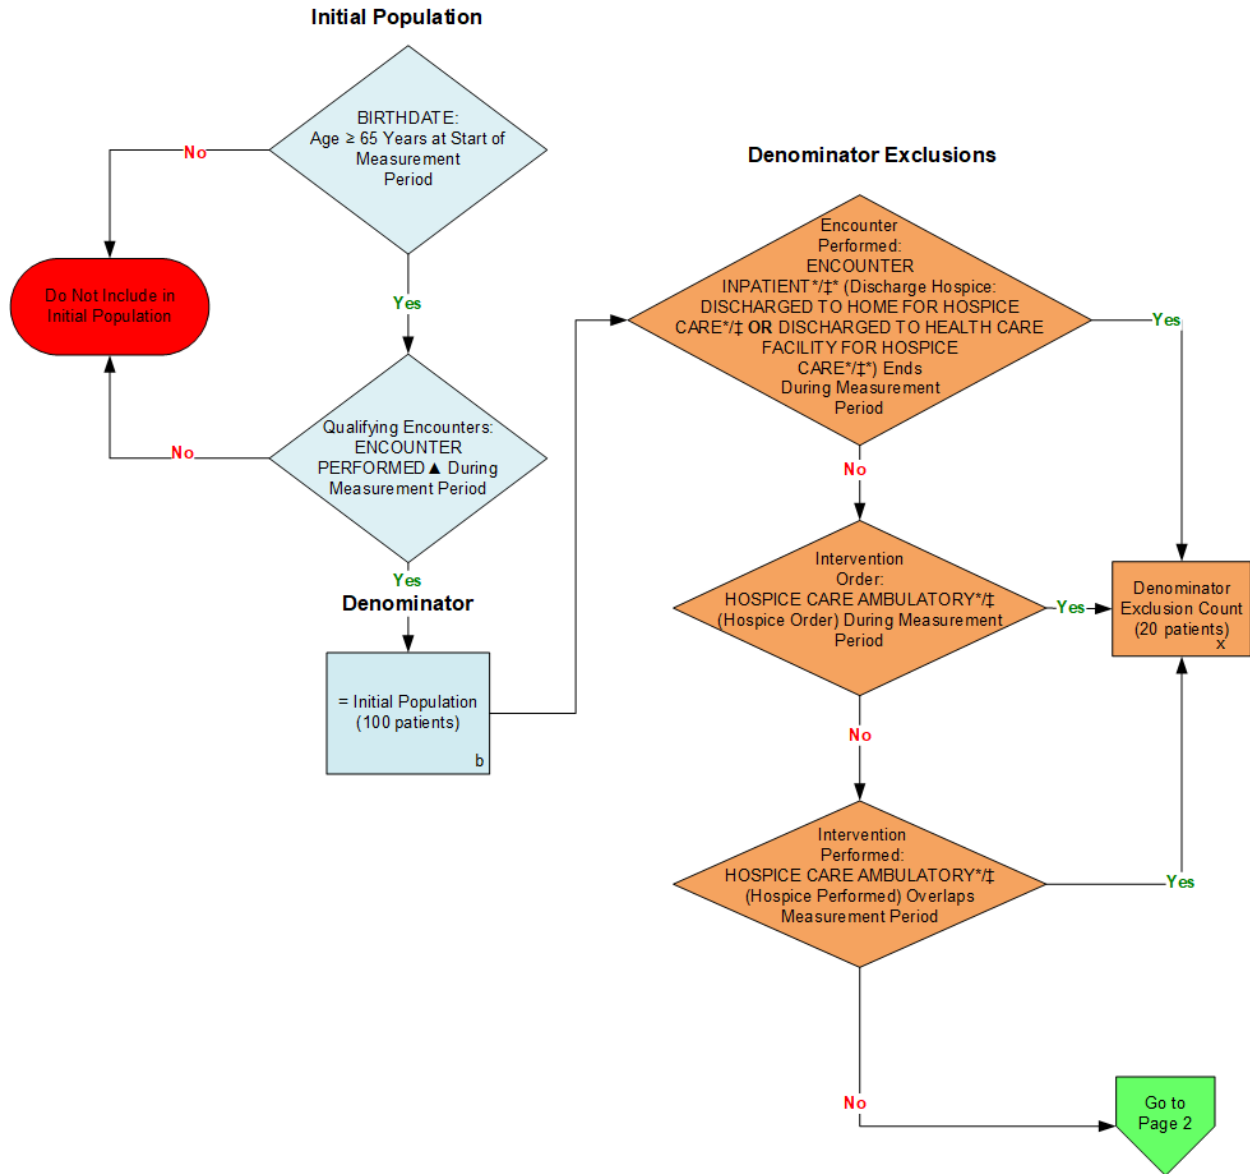 Initial Population
BIRTHDATE:
Age ≥ 65 Years at Start of
Measurement
Period
No
Yes
Do Not Include in
Initial Population
Qualifying Encounters:
ENCOUNTER
PERFORMED▲ During
Measurement Period
No
Yes
Denominator
= Initial Population
(100 patients)
b
Denominator Exclusions
Encounter
Performed:
ENCOUNTER
INPATIENT*/‡* (Discharge Hospice:
DISCHARGED TO HOME FOR HOSPICE
CARE*/‡ OR DISCHARGED TO HEALTH CARE
FACILITY FOR HOSPICE
CARE*/‡*) Ends
During Measurement
Period
Yes
No
Intervention
Order:
HOSPICE CARE AMBULATORY*/‡
(Hospice Order) During Measurement
Period
Yes
Denominator
Exclusion Count
(20 patients)
x
No
Intervention
Performed:
HOSPICE CARE AMBULATORY*/‡
(Hospice Performed) Overlaps
Measurement Period
Yes
No
Go to
Page 2